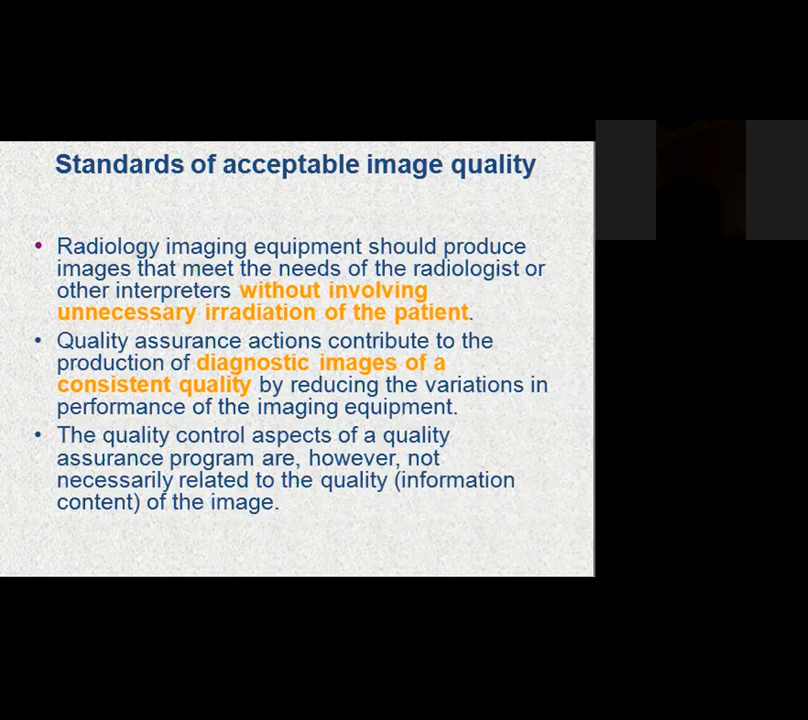 Standards of acceptable image quality
• Radiology imaging equipment should produce
images that meet the needs of the radiologist or
other interpreters without involving
unnecessary irradiation of the patient.
• Quality assurance actions contribute to the
production of diagnostic images of a
consistent quality by reducing the variations in
performance of the imaging equipment.
• The quality control aspects of a quality
assurance program are, however, not
necessarily related to the quality (information
content) of the image.